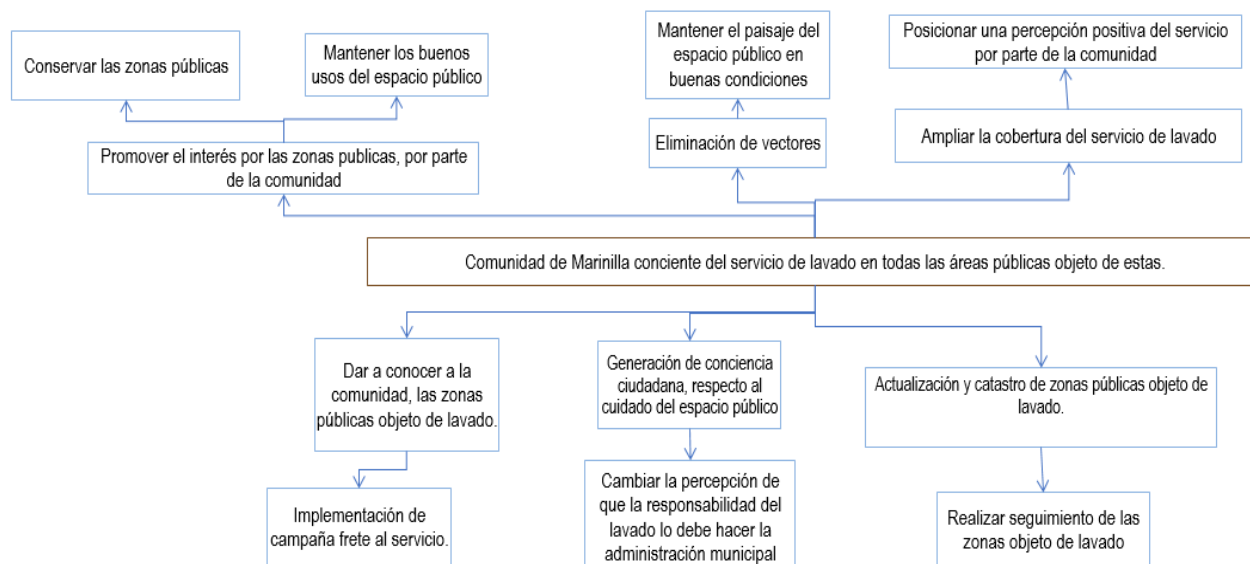 Conservar las zonas públicas
Mantener los buenos
usos del espacio público
Mantener el paisaje del
espacio público en
buenas condiciones
Posicionar una percepción positiva del servicio
por parte de la comunidad
Promover el interés por las zonas publicas, por parte
de la comunidad
Eliminación de vectores
Ampliar la cobertura del servicio de lavado
Comunidad de Marinilla conciente del servicio de lavado en todas las áreas públicas objeto de estas.
Dar a conocer a la
comunidad, las zonas
públicas objeto de lavado.
Generación de conciencia
ciudadana, respecto al
cuidado del espacio público
Actualización y catastro de zonas públicas objeto de
lavado.
Implementación de
campaña frete al servicio.
Cambiar la percepción de
que la responsabilidad del
lavado lo debe hacer la
administración municipal
Realizar seguimiento de las
zonas objeto de lavado